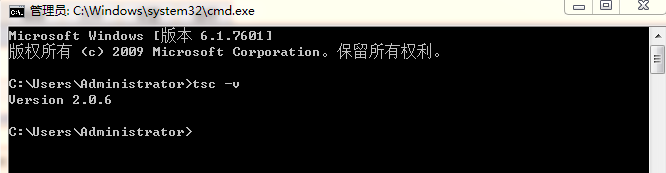 管理员: C:\Windows\system32\cmd.exe
Microsoft Windows [版本 6.1.7601]
版权所有 (c) 2009 Microsoft Corporation。保留所有权利。
C:\Users\Administrator>tsc -v
Version 2.0.6
C:\Users\Administrator>